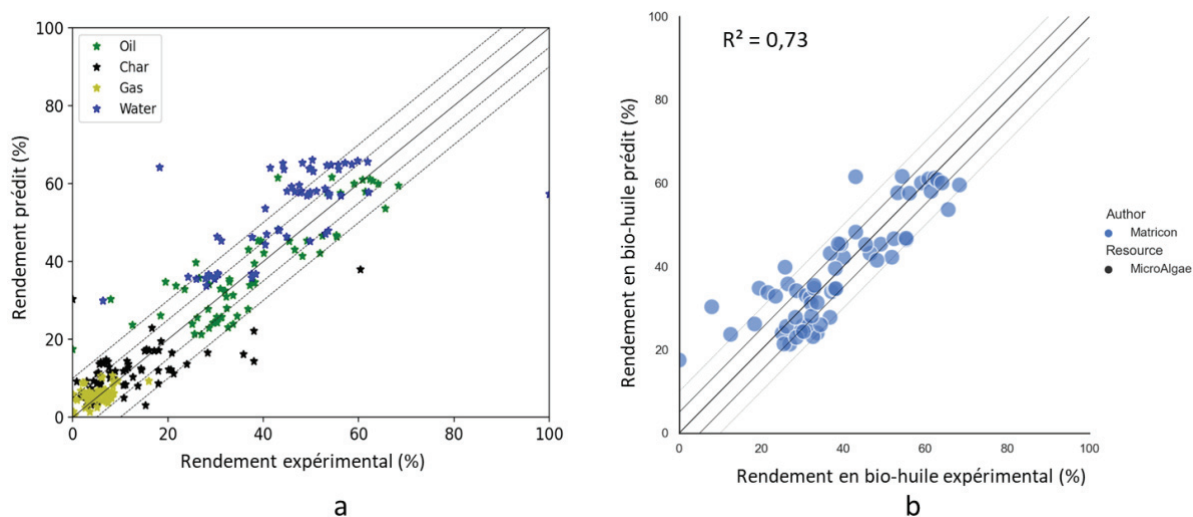 100
80
60
40
20
0
Rendement prédit (%)
Oil
Char
Gas
Water
0 20 40 60 80 100
Rendement expérimental (%)
a
100
80
60
40
20
0
Rendement en bio-huile prédit (%)
R² = 0,73
0 20 40 60 80 100
Rendement en bio-huile expérimental (%)
b
Author
Matricon
Resource
MicroAlgae